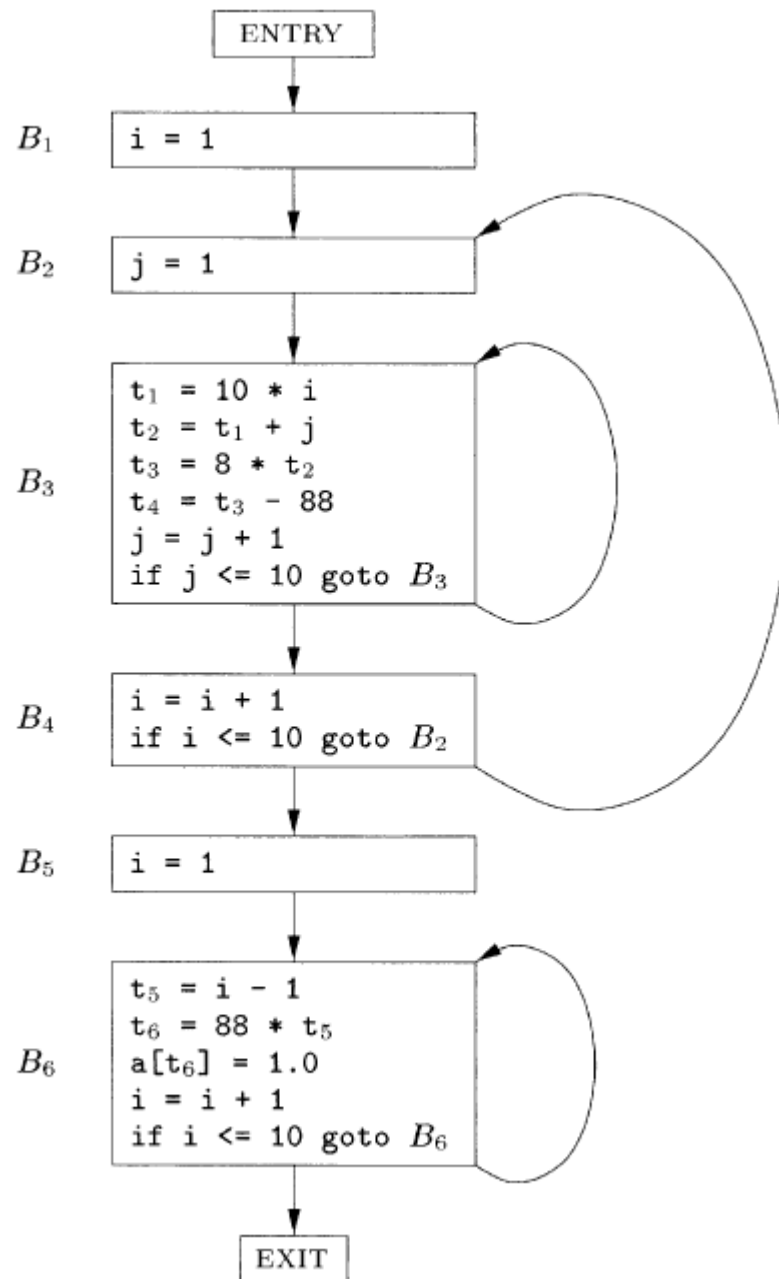 ENTRY
B₁ i = 1
B₂ j = 1
t₁ = 10 * i
t₂ = t₁ + j
B₃ t₃ = 8 * t₂
t₄ = t₃ - 88
j = j + 1
if j <= 10 goto B₃
B₄ i = i + 1
if i <= 10 goto B₂
B₅ i = 1
t₅ = i - 1
t₆ = 88 * t₅
B₆ a[t₆] = 1.0
i = i + 1
if i <= 10 goto B₆
EXIT